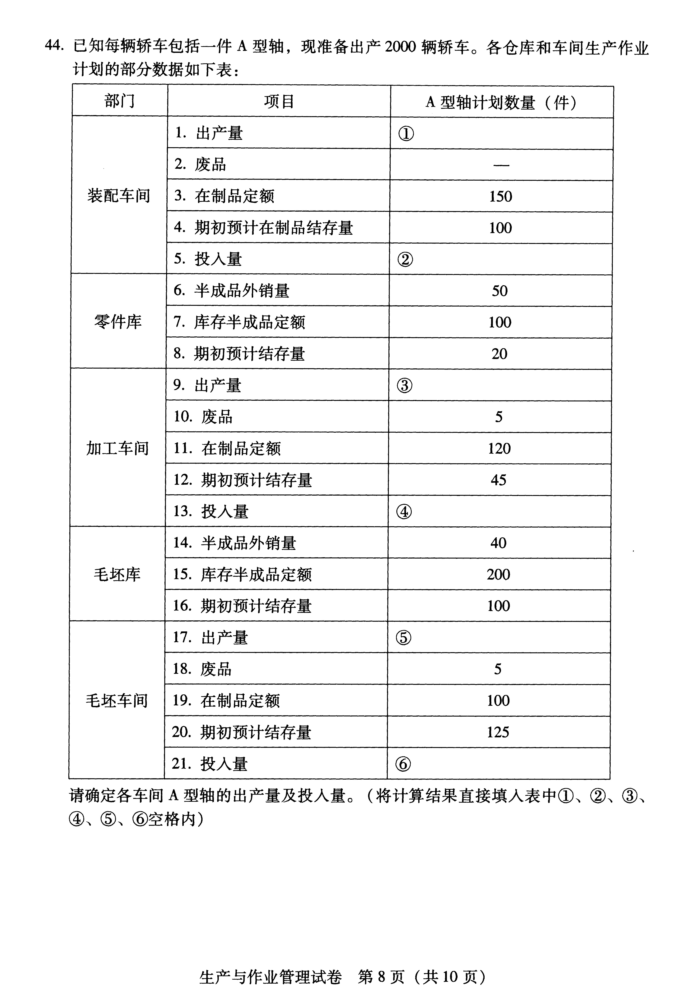 44. 已知每辆轿车包括一件 A 型轴，现准备出产 2000 辆轿车。各仓库和车间生产作业
计划的部分数据如下表：
部门 项目 A 型轴计划数量（件）
装配车间
1. 出产量 ①
2. 废品 —
3. 在制品定额 150
4. 期初预计在制品结存量 100
5. 投入量 ②
零件库
6. 半成品外销量 50
7. 库存半成品定额 100
8. 期初预计结存量 20
加工车间
9. 出产量 ③
10. 废品 5
11. 在制品定额 120
12. 期初预计结存量 45
13. 投入量 ④
毛坯库
14. 半成品外销量 40
15. 库存半成品定额 200
16. 期初预计结存量 100
毛坯车间
17. 出产量 ⑤
18. 废品 5
19. 在制品定额 100
20. 期初预计结存量 125
21. 投入量 ⑥
请确定各车间 A 型轴的出产量及投入量。（将计算结果直接填入表中①、②、③、
④、⑤、⑥空格内）
生产与作业管理试卷 第 8 页（共 10 页）